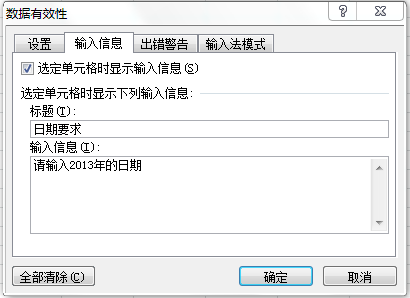 数据有效性
设置 输入信息 出错警告 输入法模式
选定单元格时显示输入信息(S)
选定单元格时显示下列输入信息:
标题(T):
日期要求
输入信息(I):
请输入2013年的日期
全部清除(C) 确定 取消